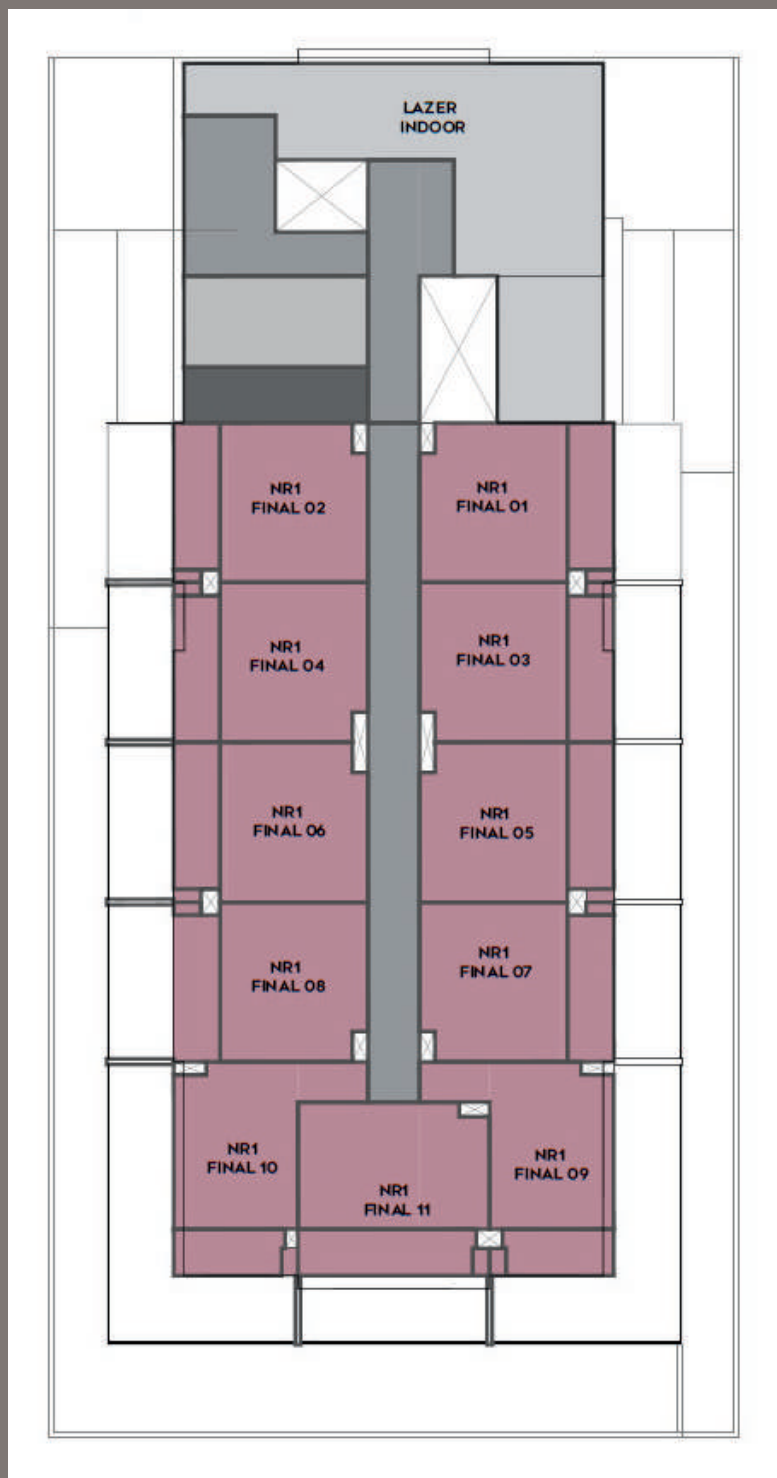 LAZER
INDOOR
NR1
FINAL 02
NR1
FINAL 01
NR1
FINAL 04
NR1
FINAL 03
NR1
FINAL 06
NR1
FINAL 05
NR1
FINAL 08
NR1
FINAL 07
NR1
FINAL 10
NR1
FINAL 09
NR1
FINAL 11